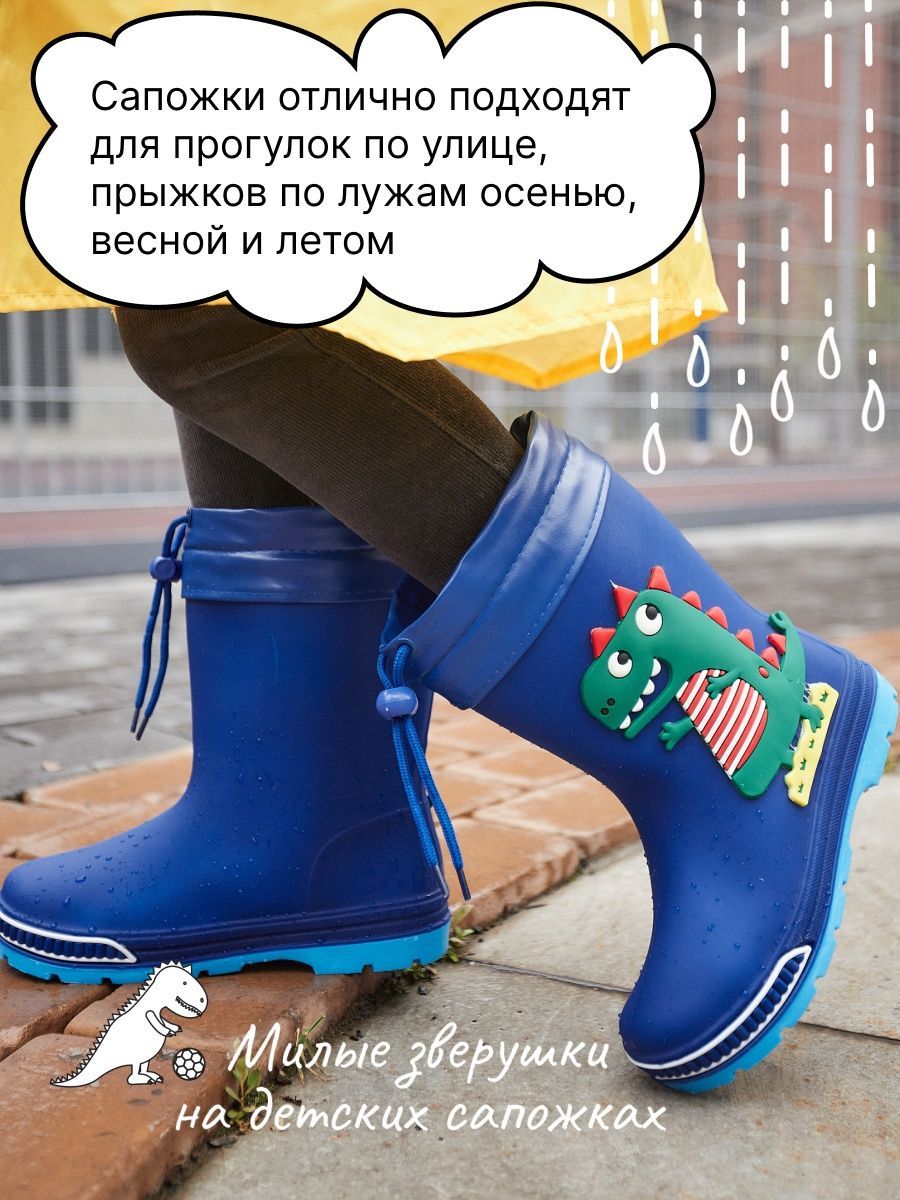 Сапожки отлично подходят
для прогулок по улице,
прыжков по лужам осенью,
весной и летом
Милые зверушки
на детских сапожках